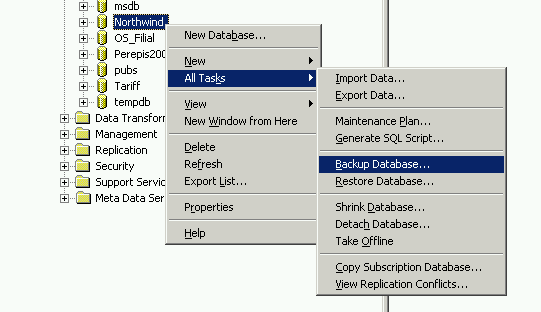 msdb
Northwind
OS_Filial
Perepis200
pubs
Tariff
tempdb
Data Transform
Management
Replication
Security
Support Servic
Meta Data Ser
New Database...
New
All Tasks
View
New Window from Here
Delete
Refresh
Export List...
Properties
Help
Import Data...
Export Data...
Maintenance Plan...
Generate SQL Script...
Backup Database...
Restore Database...
Shrink Database...
Detach Database...
Take Offline
Copy Subscription Database...
View Replication Conflicts...